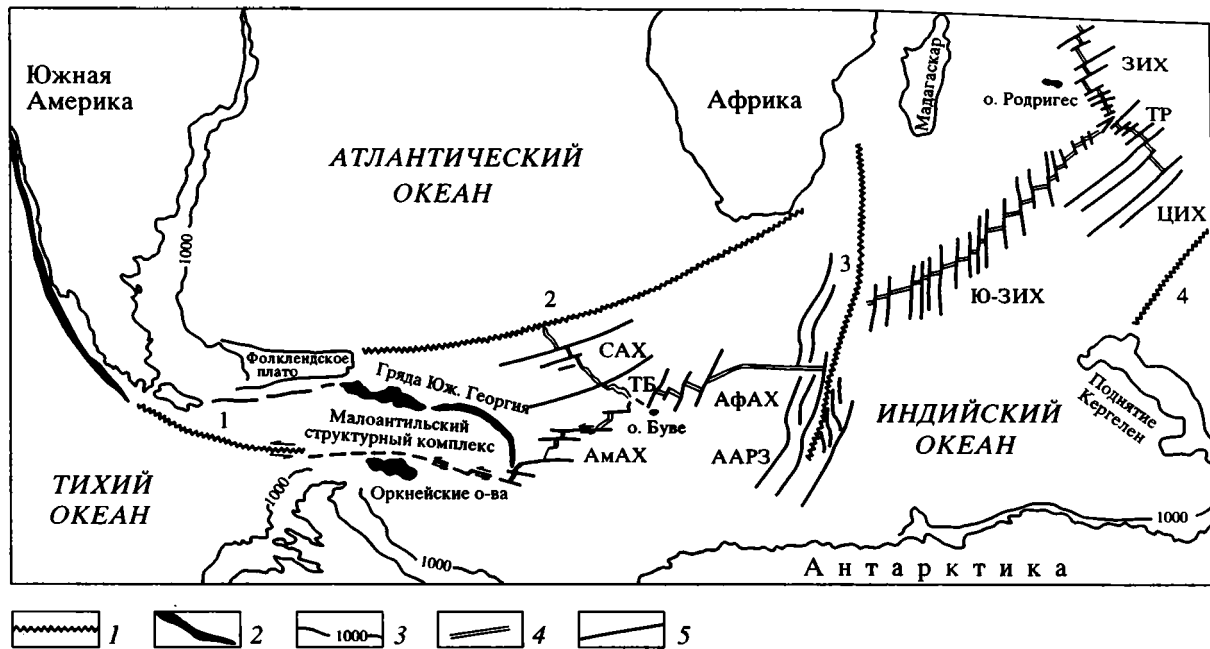 Южная
Америка
АТЛАНТИЧЕСКИЙ
ОКЕАН
Африка
Мадагаскар
о. Родригес
ЗИХ
ТР
ЦИХ
Ю-ЗИХ
1000
2
3
4
Фолклендское
плато
САХ
ТБ
о. Буве
АфАХ
Гряда Юж. Георгия
1
Малоантильский
структурный комплекс
АмАХ
ААРЗ
ИНДИЙСКИЙ
ОКЕАН
Поднятие
Кергелен
ТИХИЙ
ОКЕАН
1000
Оркнейские о-ва
1000
1000
Антарктика
1
2
1000 3
4
5